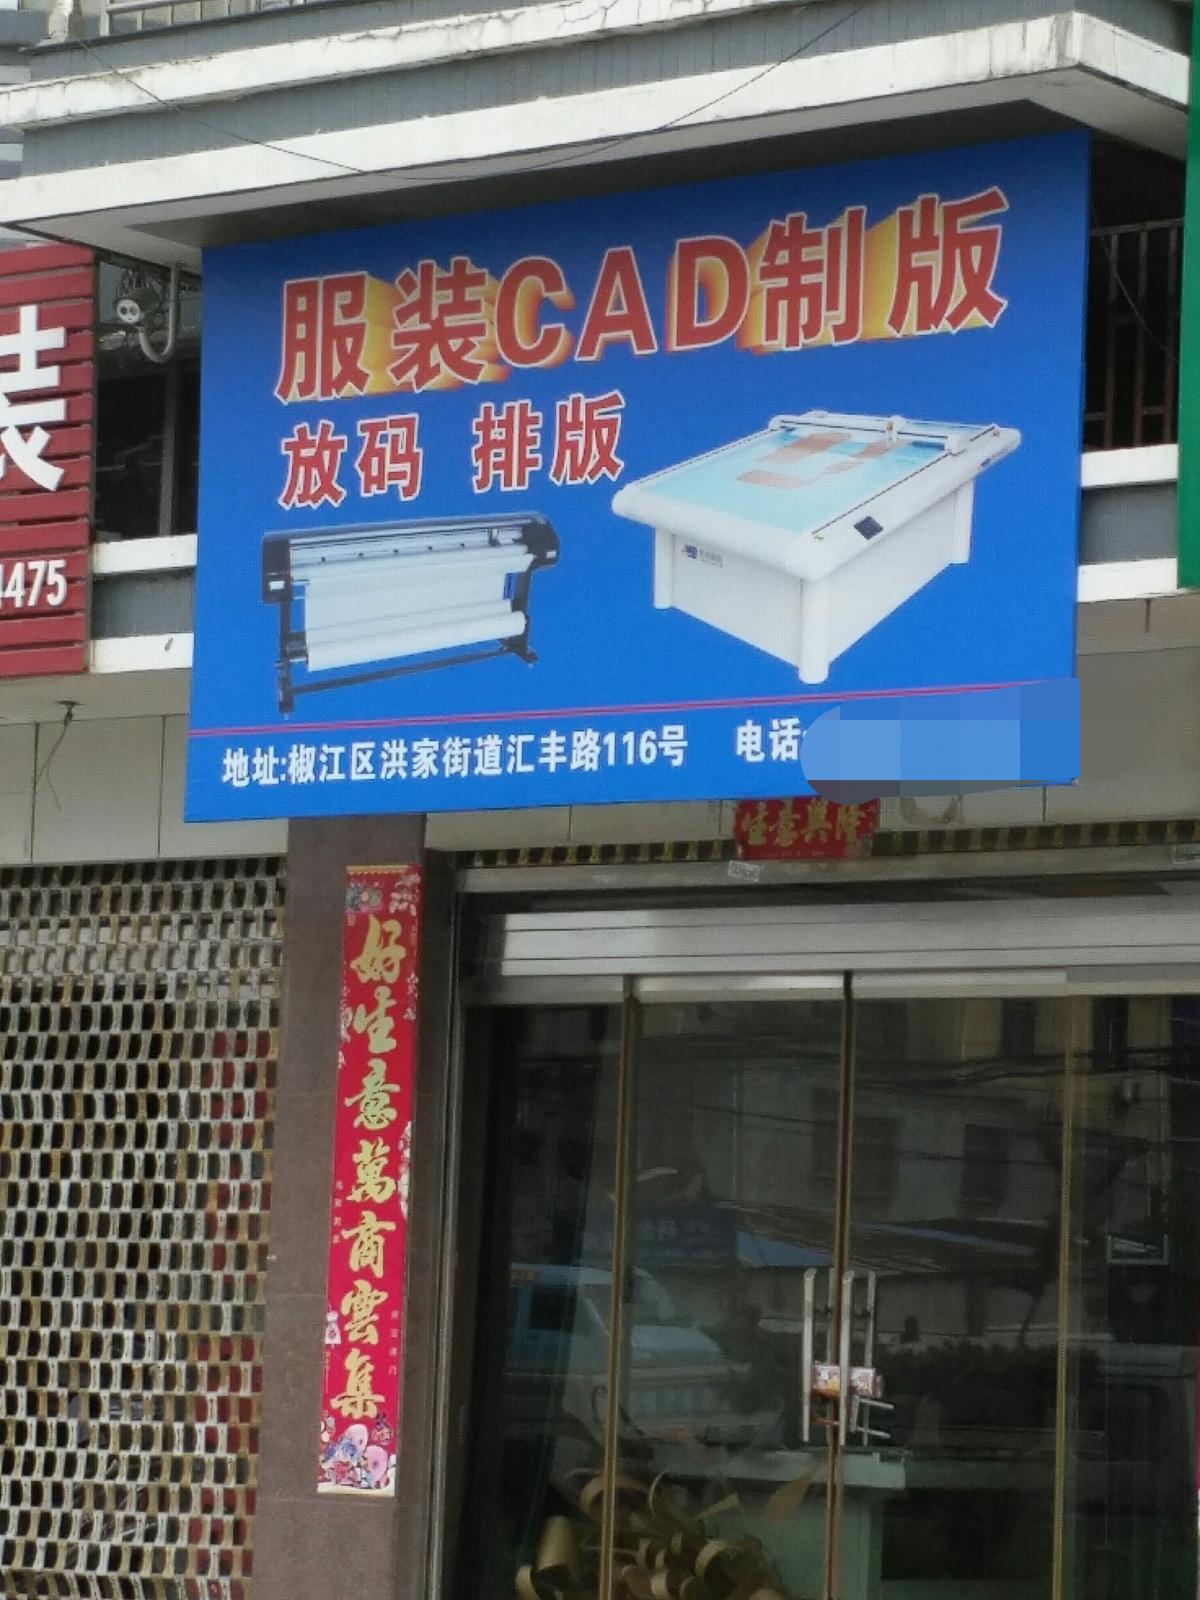 服装CAD制版
放码 排版
地址:椒江区洪家街道汇丰路116号 电话:
装
4475
生意興隆
好生意萬商雲集